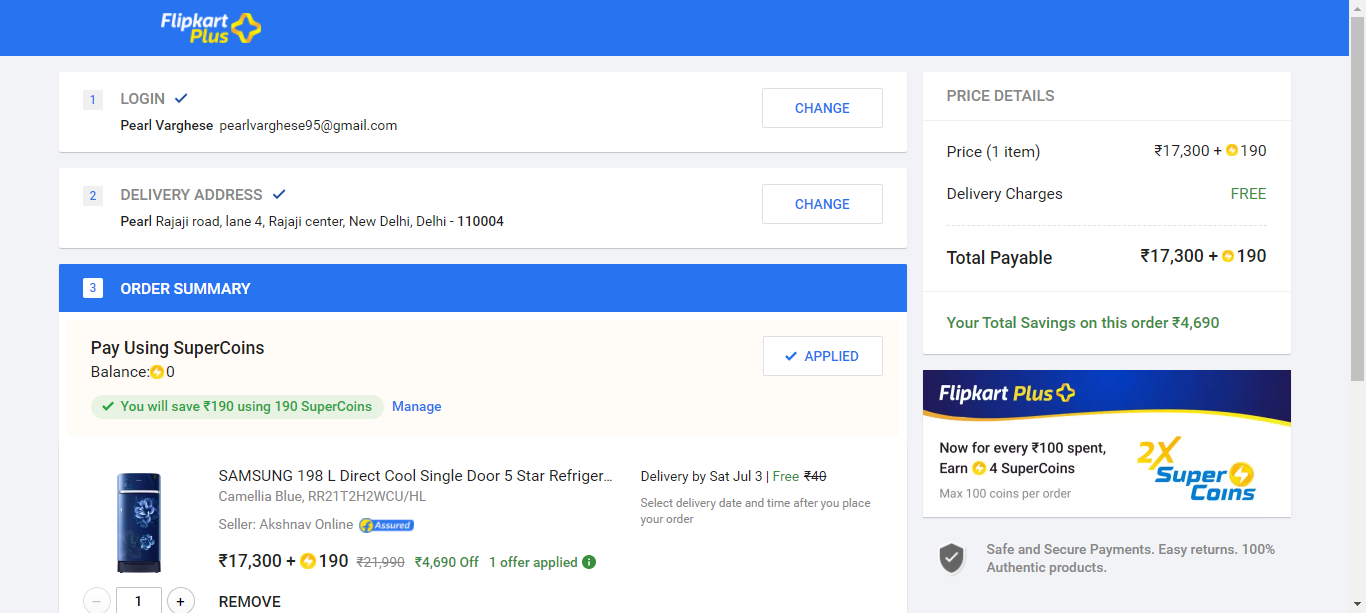 Flipkart
Plus
1 LOGIN
Pearl Varghese pearlvarghese95@gmail.com
CHANGE
2 DELIVERY ADDRESS
Pearl Rajaji road, lane 4, Rajaji center, New Delhi, Delhi - 110004
CHANGE
3 ORDER SUMMARY
Pay Using SuperCoins
Balance: 0
APPLIED
You will save ₹190 using 190 SuperCoins Manage
SAMSUNG 198 L Direct Cool Single Door 5 Star Refriger...
Camellia Blue, RR21T2H2WCU/HL
Seller: Akshnav Online Assured
₹17,300 + 190 ₹21,990 ₹4,690 Off 1 offer applied
Delivery by Sat Jul 3 | Free ₹40
Select delivery date and time after you place
your order
− 1 + REMOVE
PRICE DETAILS
Price (1 item) ₹17,300 + 190
Delivery Charges FREE
Total Payable ₹17,300 + 190
Your Total Savings on this order ₹4,690
Flipkart Plus
Now for every ₹100 spent,
Earn 4 SuperCoins
Max 100 coins per order
2X
Super
Coins
Safe and Secure Payments. Easy returns. 100%
Authentic products.